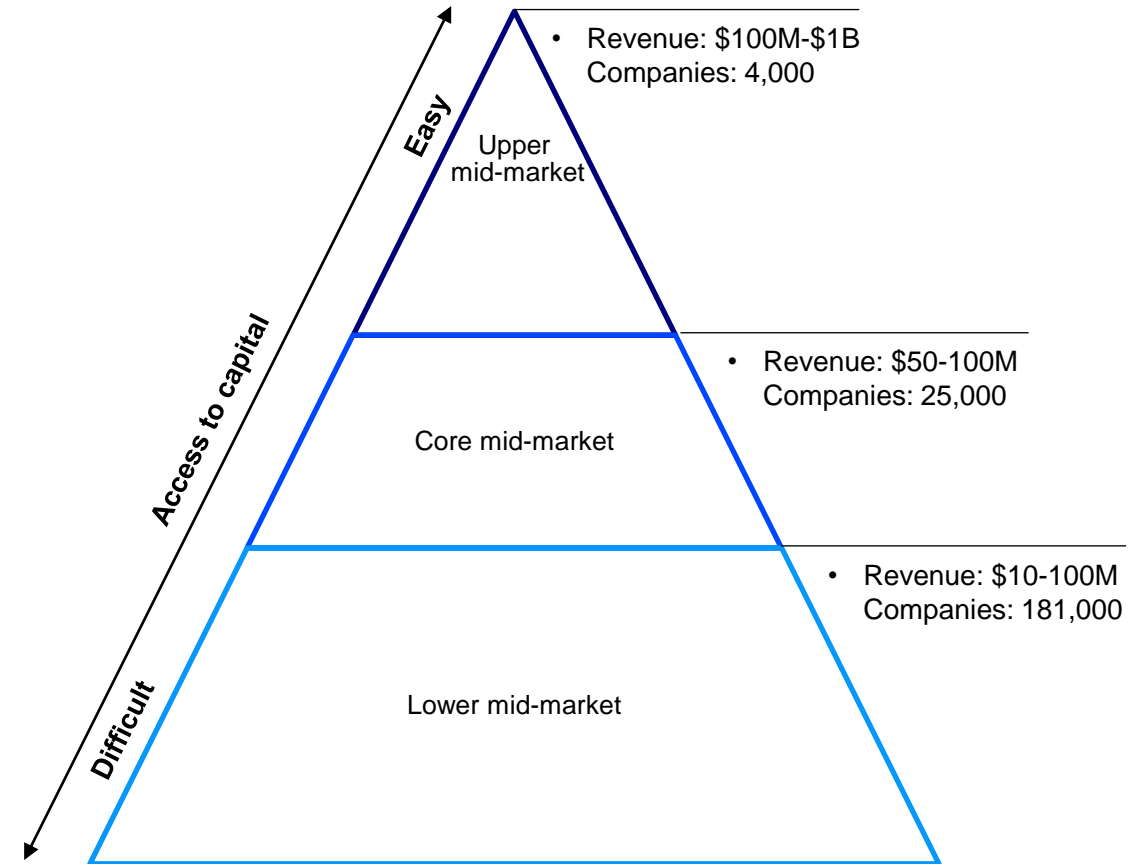 • Revenue: $100M-$1B
Companies: 4,000
Easy
Upper
mid-market
Access to capital
• Revenue: $50-100M
Companies: 25,000
Core mid-market
• Revenue: $10-100M
Companies: 181,000
Difficult
Lower mid-market